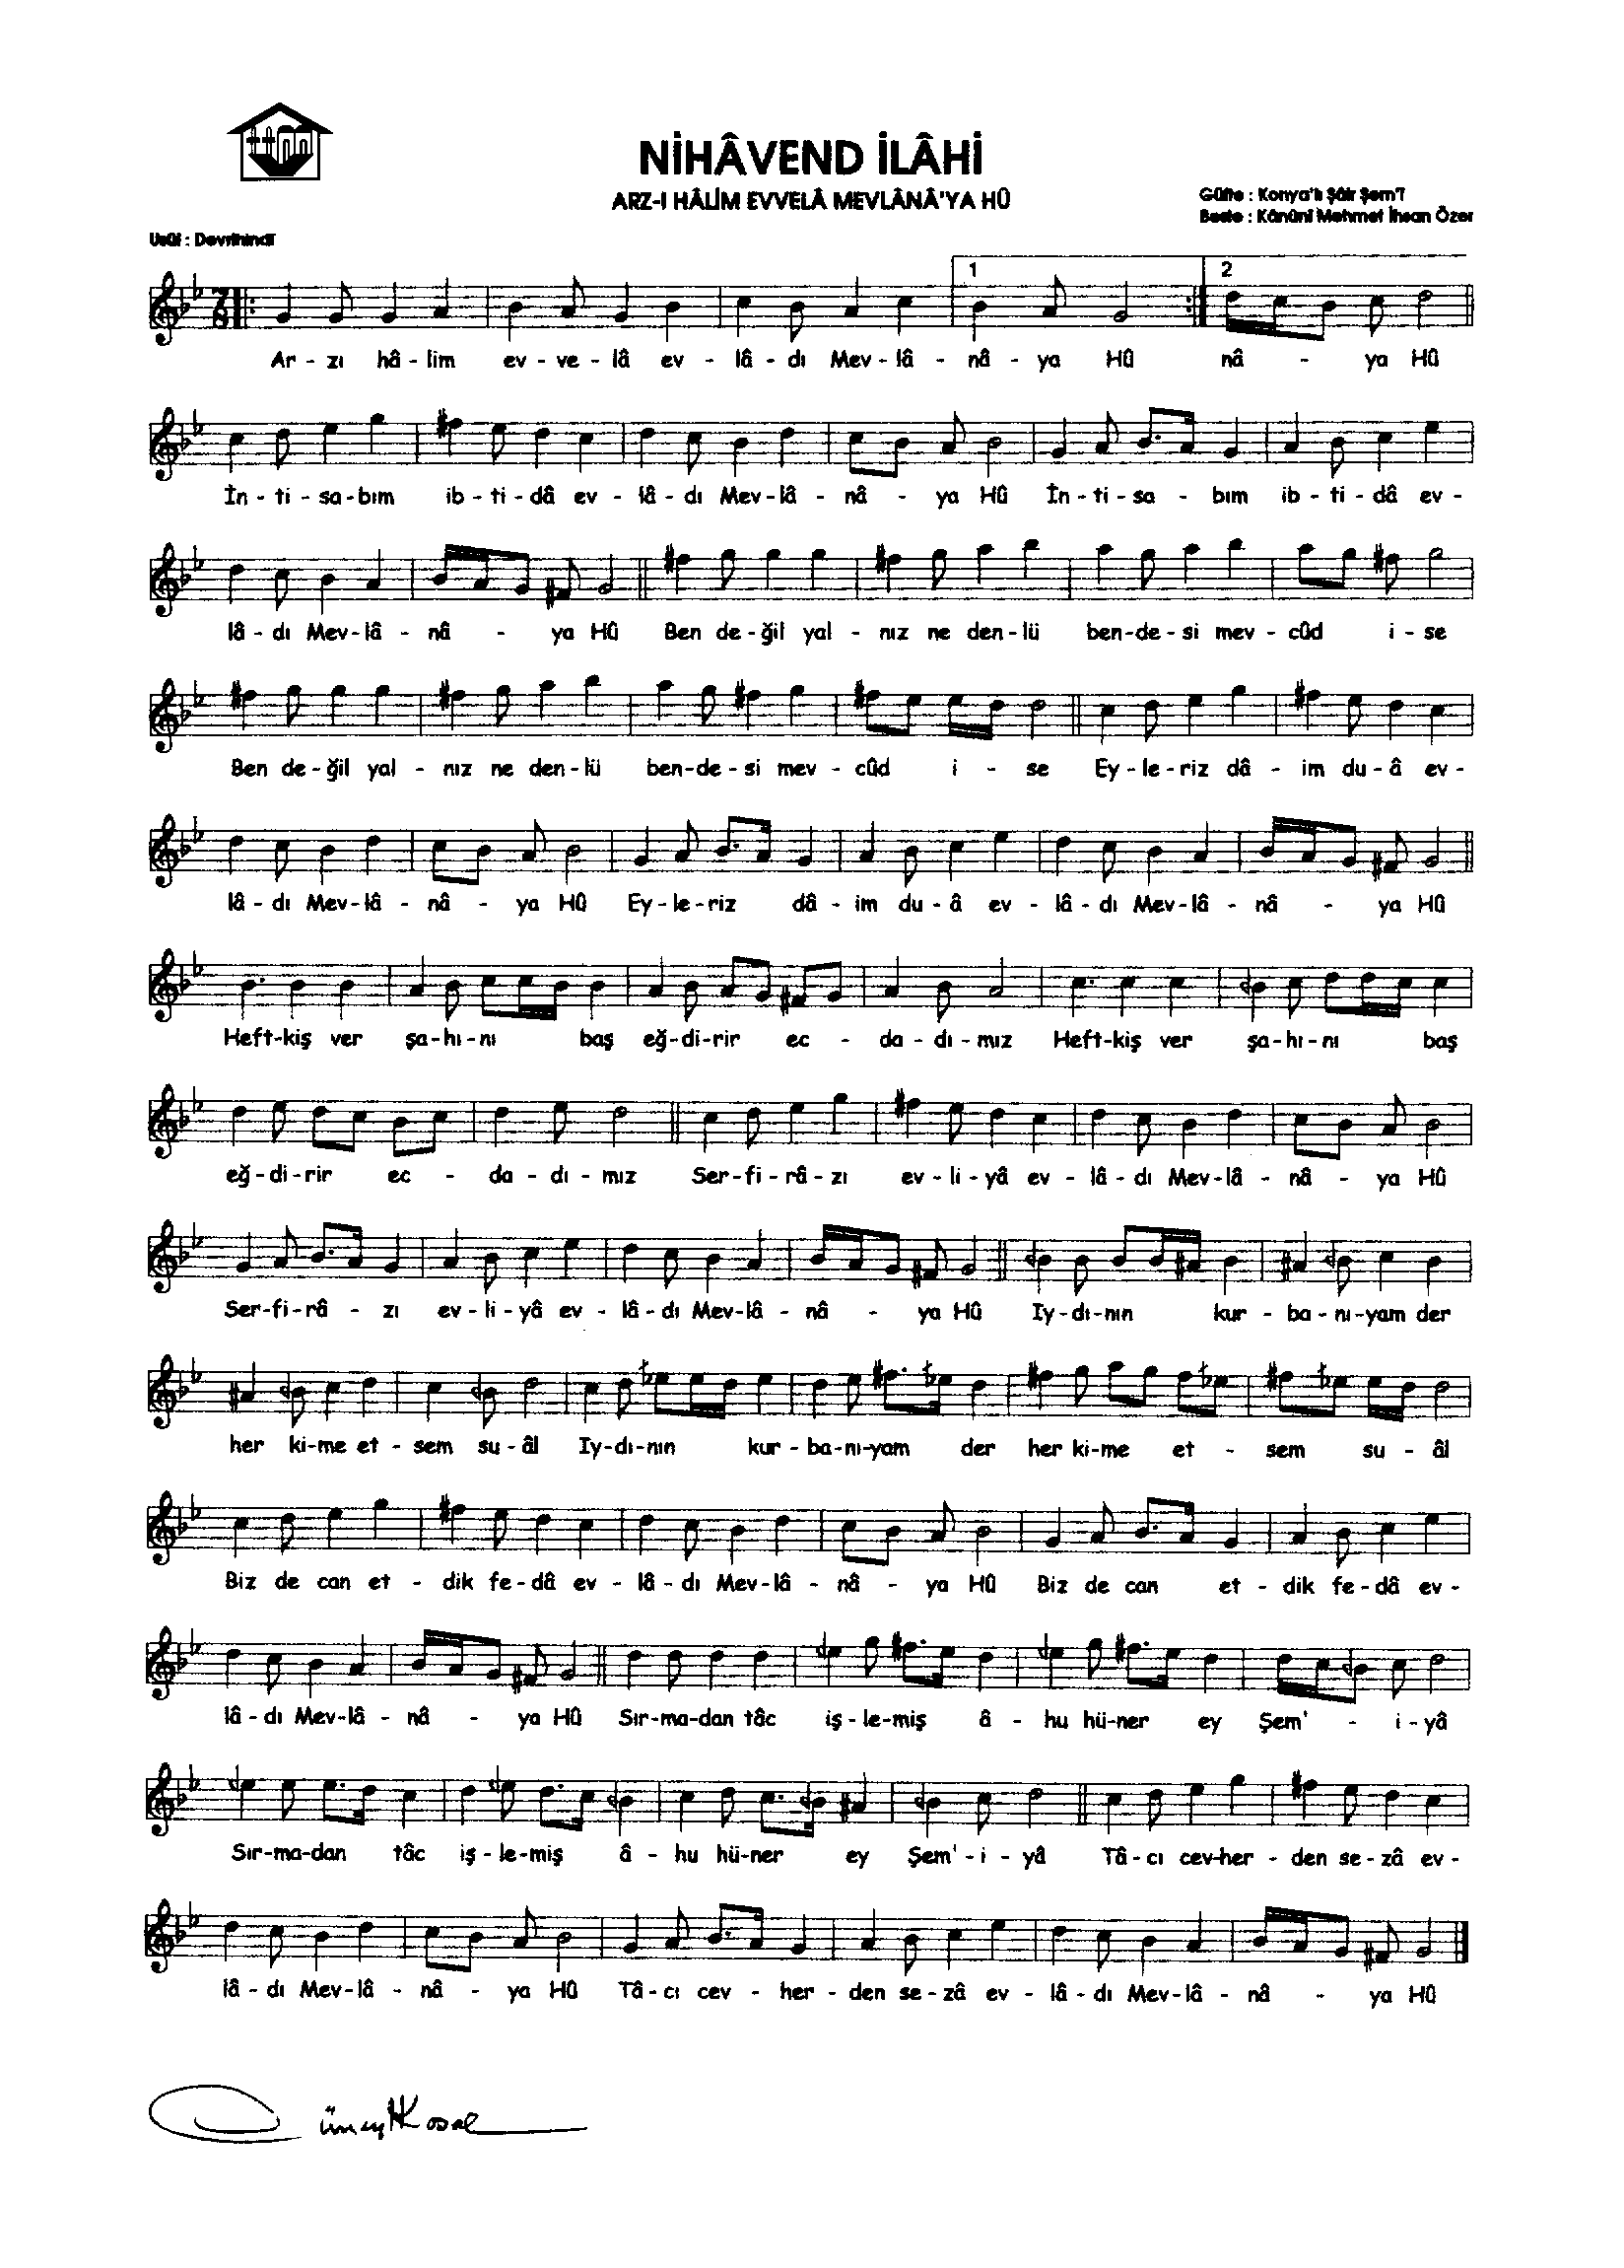 ttmn
NİHÂVEND İLÂHİ
ARZ-I HÂLİM EVVELÂ MEVLÂNÂ'YA HÛ
Güfte : Konya'lı Şâir Şem'î
Beste : Kânûnî Mehmet İhsan Özer
Usûl : Devrihindî
1 2
7
8
Ar - zı hâ - lim ev - ve - lâ ev - lâ - dı Mev - lâ - nâ - ya HÛ nâ - ya HÛ
İn - ti - sa - bım ib - ti - dâ ev - lâ - dı Mev - lâ - nâ - ya HÛ İn - ti - sa - bım ib - ti - dâ ev -
lâ - dı Mev - lâ - nâ - ya HÛ Ben de - ğil yal - nız ne den - lü ben - de - si mev - cûd i - se
Ben de - ğil yal - nız ne den - lü ben - de - si mev - cûd i - se Ey - le - riz dâ - im du - â ev -
lâ - dı Mev - lâ - nâ - ya HÛ Ey - le - riz dâ - im du - â ev - lâ - dı Mev - lâ - nâ - ya HÛ
Heft - kiş ver şa - hı - nı baş eğ - di - rir ec - da - dı - mız Heft - kiş ver şa - hı - nı baş
eğ - di - rir ec - da - dı - mız Ser - fi - râ - zı ev - li - yâ ev - lâ - dı Mev - lâ - nâ - ya HÛ
Ser - fi - râ - zı ev - li - yâ ev - lâ - dı Mev - lâ - nâ - ya HÛ Iy - dı - nın kur - ba - nı - yam der
her ki - me et - sem su - âl Iy - dı - nın kur - ba - nı - yam der her ki - me et - sem su - âl
Biz de can et - dik fe - dâ ev - lâ - dı Mev - lâ - nâ - ya HÛ Biz de can et - dik fe - dâ ev -
lâ - dı Mev - lâ - nâ - ya HÛ Sır - ma - dan tâc iş - le - miş â - hu hü - ner ey Şem' - i - yâ
Sır - ma - dan tâc iş - le - miş â - hu hü - ner ey Şem' - i - yâ Tâ - cı cev - her - den se - zâ ev -
lâ - dı Mev - lâ - nâ - ya HÛ Tâ - cı cev - her - den se - zâ ev - lâ - dı Mev - lâ - nâ - ya HÛ